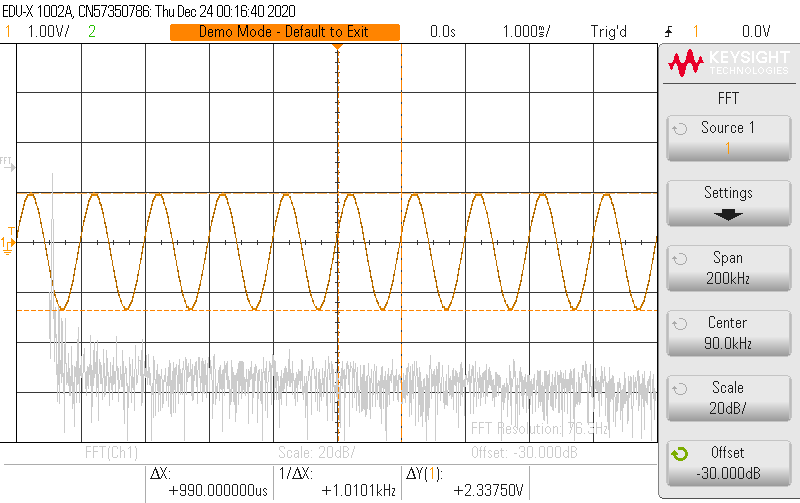 EDU-X 1002A, CN57350786: Thu Dec 24 00:16:40 2020
1 1.00V/ 2 Demo Mode - Default to Exit 0.0s 1.000ms/ Trig'd 1 0.0V
KEYSIGHT
TECHNOLOGIES
FFT
Source 1
1
Settings
Span
200kHz
Center
90.0kHz
Scale
20dB/
Offset
-30.000dB
FFT
T
1
FFT Resolution: 76.3Hz
FFT(Ch1) Scale: 20dB/ Offset: -30.000dB
ΔX: 1/ΔX: ΔY(1):
+990.000000us +1.0101kHz +2.33750V